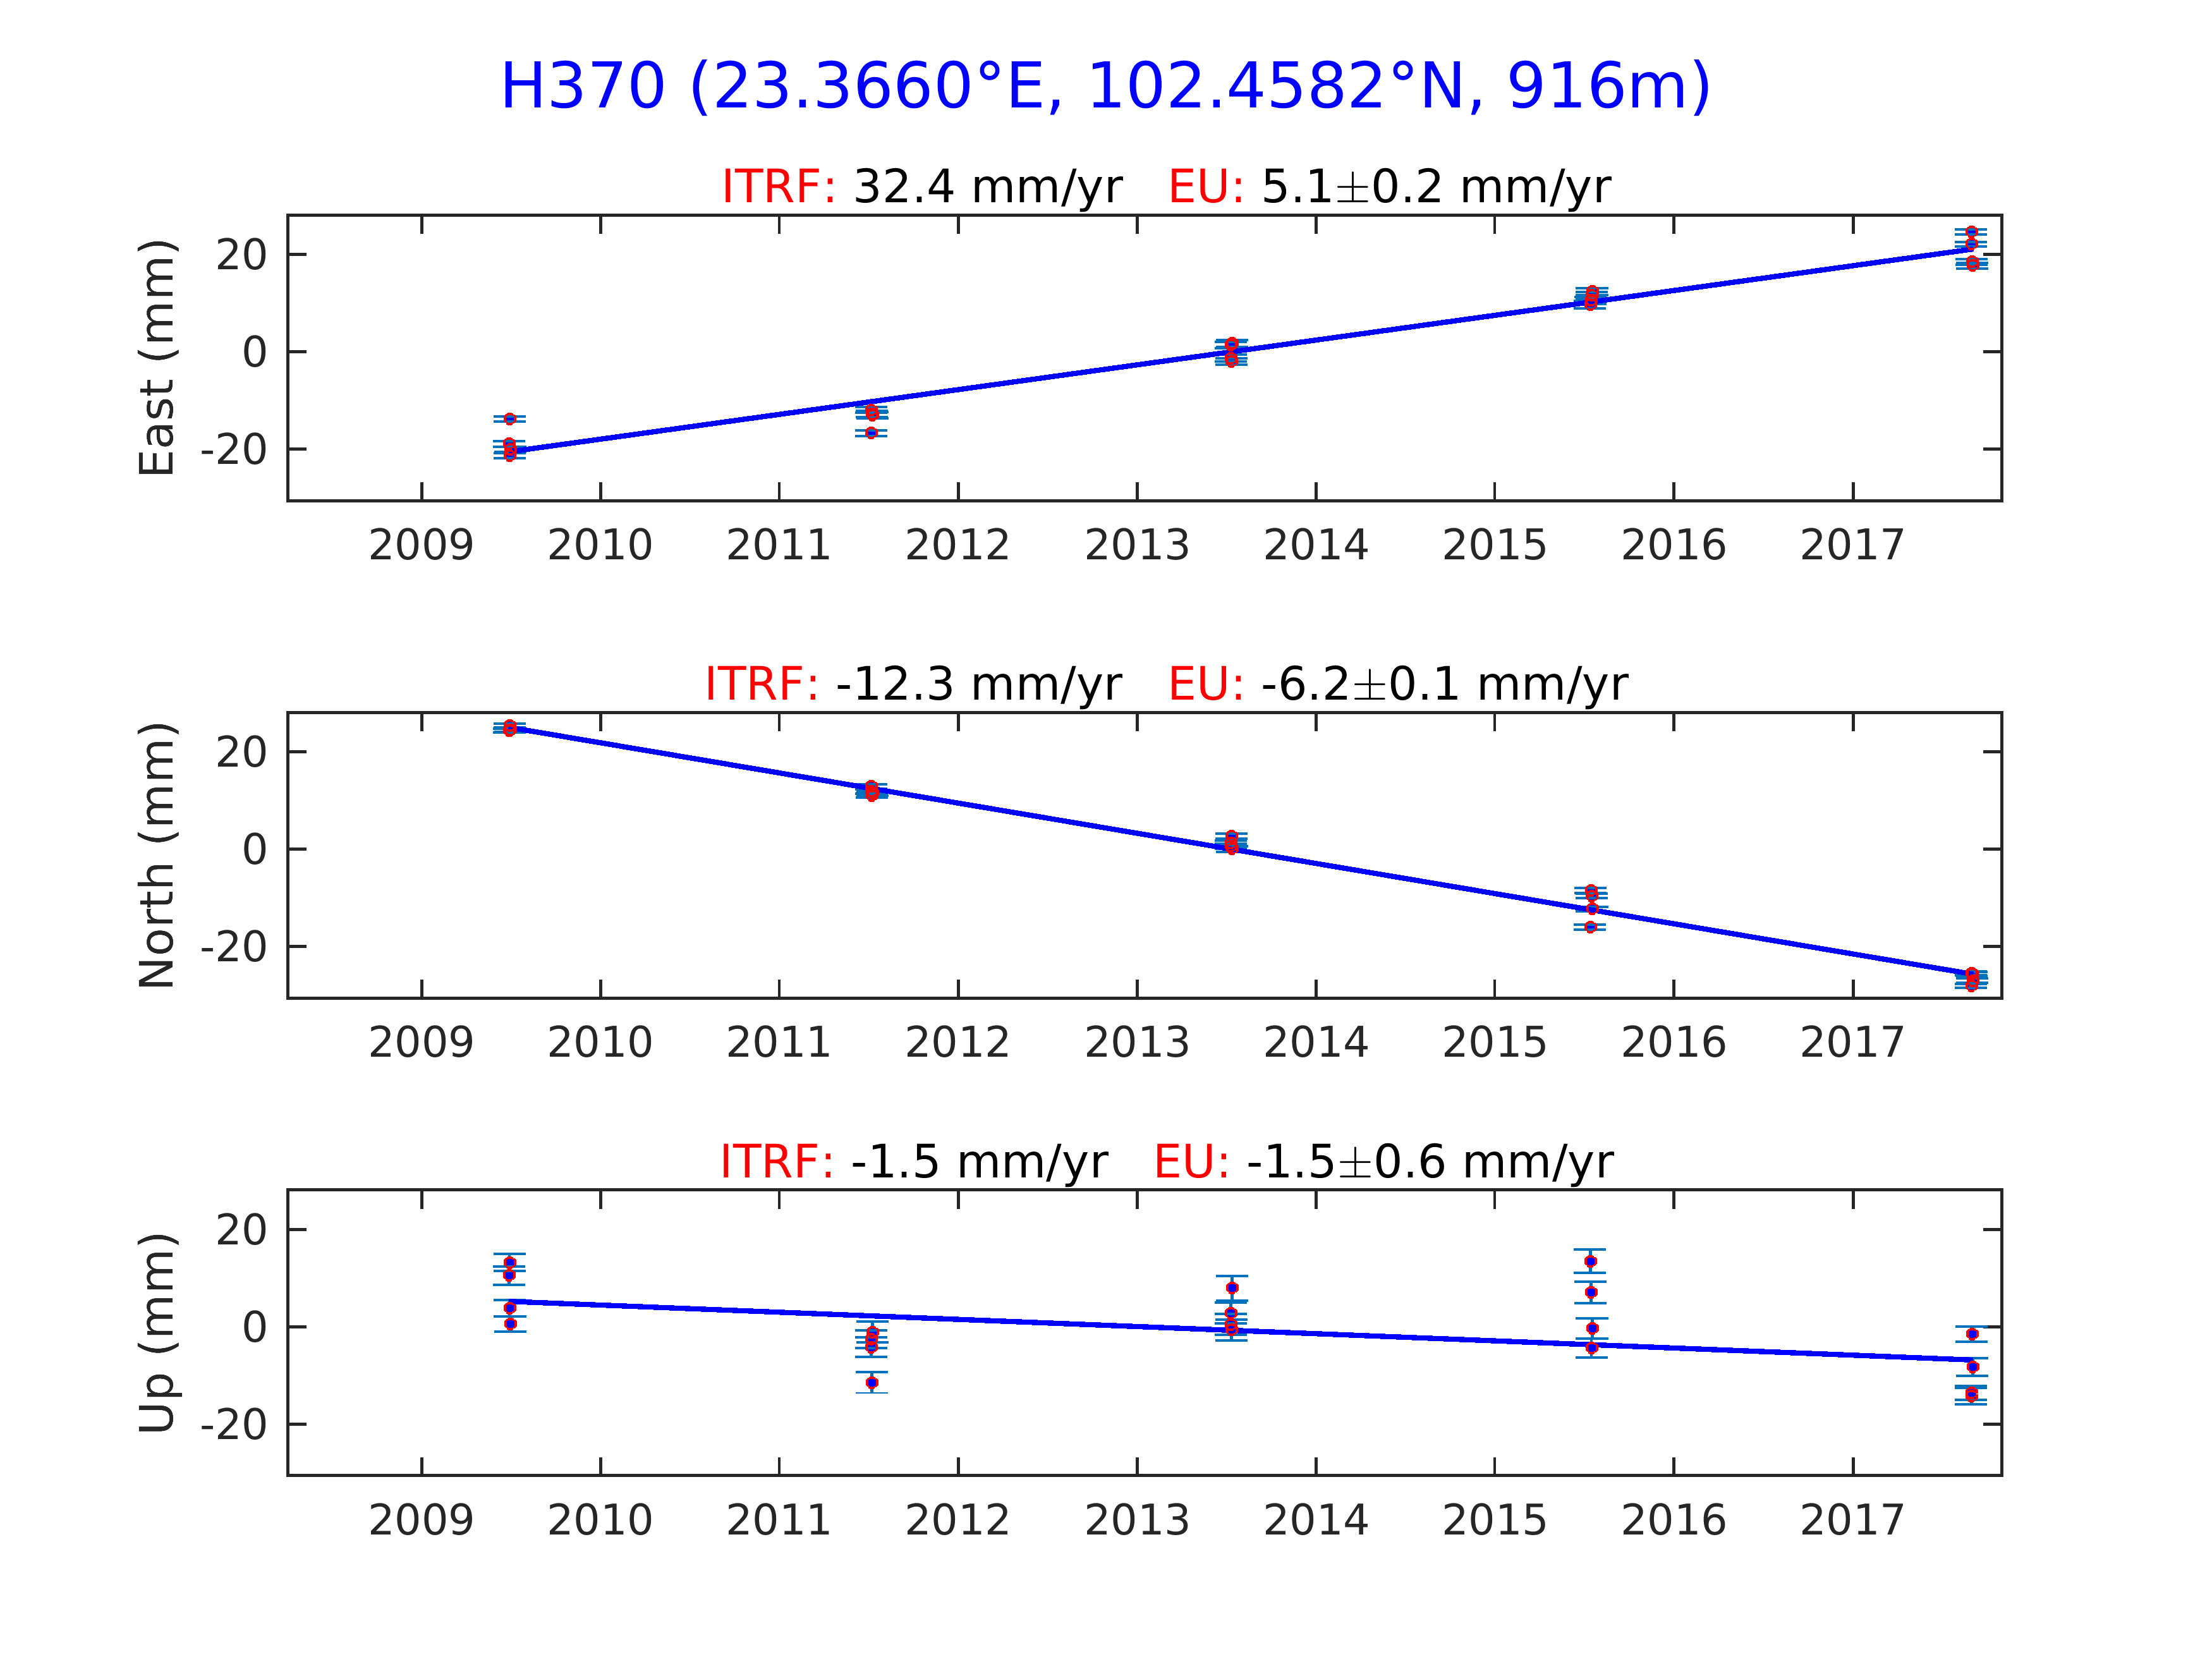 H370 (23.3660°E, 102.4582°N, 916m)
ITRF: 32.4 mm/yr EU: 5.1±0.2 mm/yr
East (mm)
20
0
-20
2009 2010 2011 2012 2013 2014 2015 2016 2017
ITRF: -12.3 mm/yr EU: -6.2±0.1 mm/yr
North (mm)
20
0
-20
2009 2010 2011 2012 2013 2014 2015 2016 2017
ITRF: -1.5 mm/yr EU: -1.5±0.6 mm/yr
Up (mm)
20
0
-20
2009 2010 2011 2012 2013 2014 2015 2016 2017